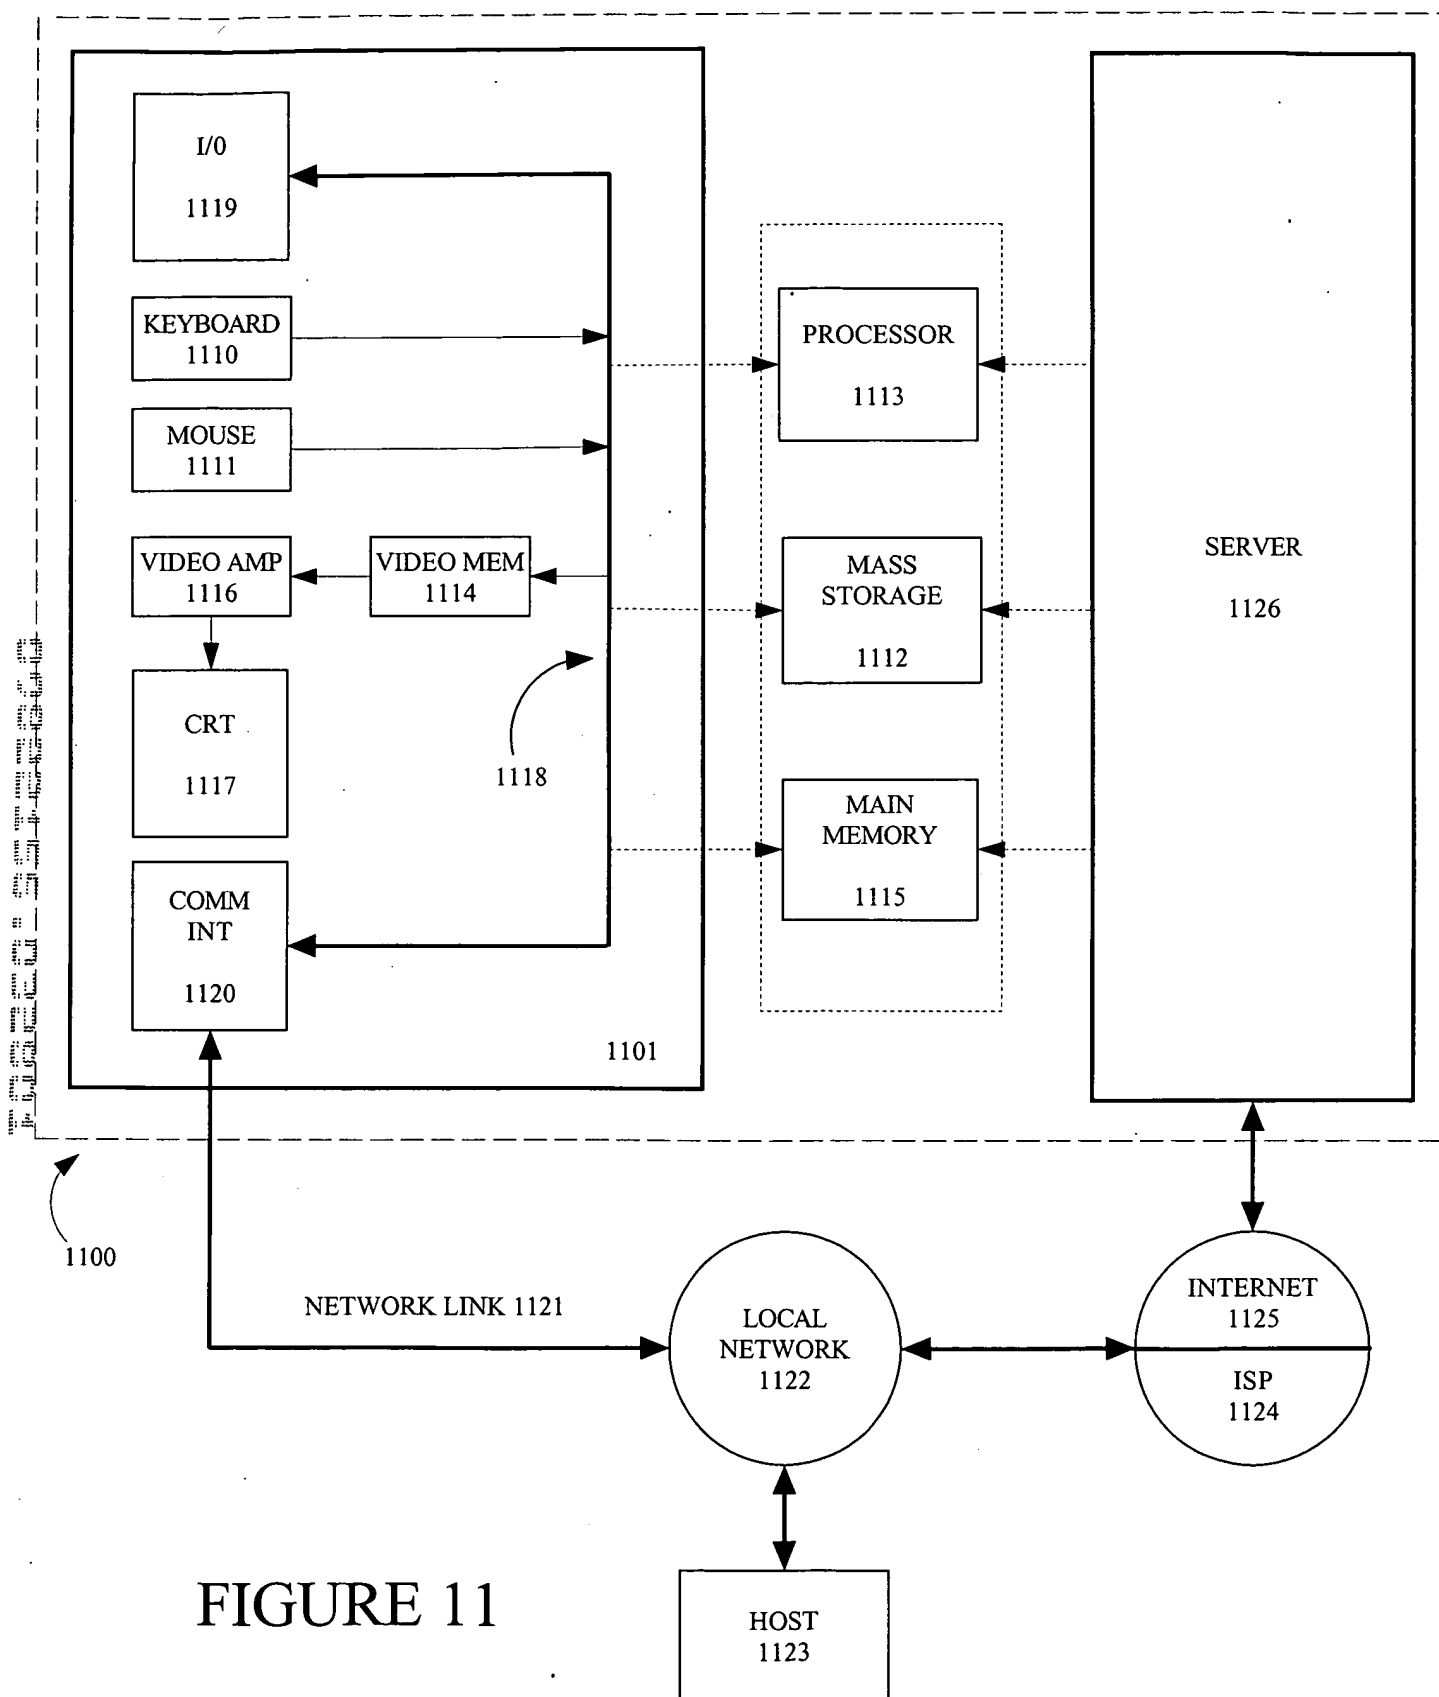 I/0
1119
KEYBOARD
1110
MOUSE
1111
VIDEO AMP
1116
VIDEO MEM
1114
CRT
1117
1118
COMM
INT
1120
1101
PROCESSOR
1113
MASS
STORAGE
1112
MAIN
MEMORY
1115
SERVER
1126
1100
NETWORK LINK 1121
LOCAL
NETWORK
1122
INTERNET
1125
ISP
1124
HOST
1123
FIGURE 11